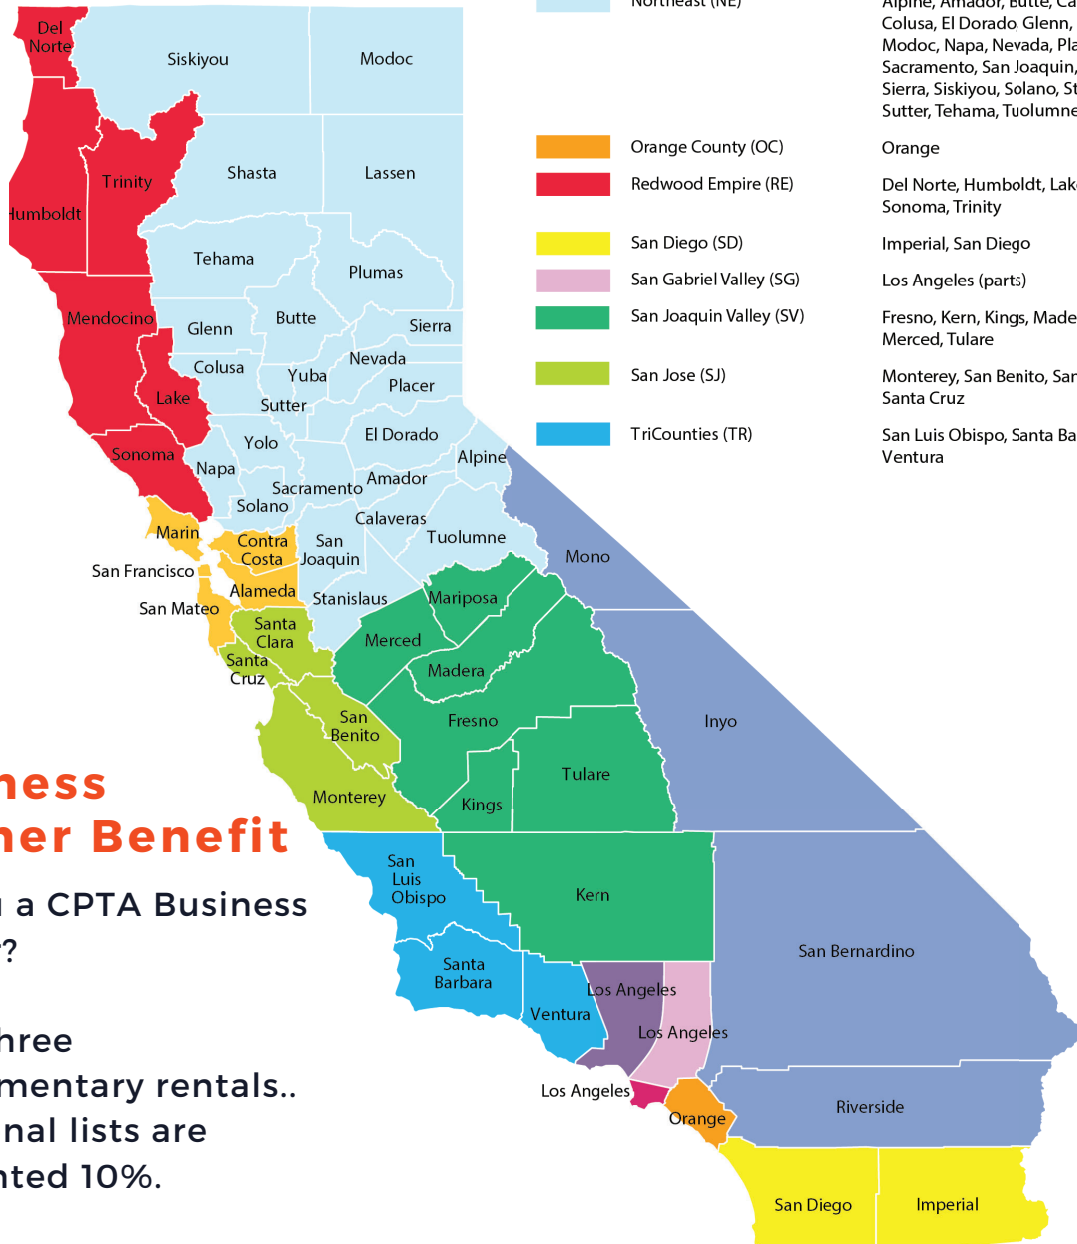 Northeast (NE)
Alpine, Amador, Butte, Ca
Colusa, El Dorado, Glenn,
Modoc, Napa, Nevada, Pla
Sacramento, San Joaquin,
Sierra, Siskiyou, Solano, St
Sutter, Tehama, Tuolumne
Orange County (OC)
Orange
Redwood Empire (RE)
Del Norte, Humboldt, Lak
Sonoma, Trinity
San Diego (SD)
Imperial, San Diego
San Gabriel Valley (SG)
Los Angeles (parts)
San Joaquin Valley (SV)
Fresno, Kern, Kings, Made
Merced, Tulare
San Jose (SJ)
Monterey, San Benito, San
Santa Cruz
TriCounties (TR)
San Luis Obispo, Santa Ba
Ventura
Del
Norte
Siskiyou
Modoc
Trinity
Shasta
Lassen
Humboldt
Tehama
Plumas
Mendocino
Glenn
Butte
Sierra
Nevada
Colusa
Yuba
Placer
Lake
Sutter
Sonoma
Yolo
El Dorado
Napa
Alpine
Sacramento
Amador
Solano
Calaveras
Marin
Contra
Costa
San
Joaquin
Tuolumne
Mono
San Francisco
Alameda
San Mateo
Stanislaus
Mariposa
Santa
Clara
Merced
Santa
Cruz
Madera
San
Benito
Fresno
Inyo
Tulare
Monterey
Kings
San
Luis
Obispo
Kern
San Bernardino
Santa
Barbara
Ventura
Los Angeles
Los Angeles
Los Angeles
Orange
Riverside
San Diego
Imperial
ness
ner Benefit
u a CPTA Business
r?
hree
mentary rentals..
nal lists are
nted 10%.